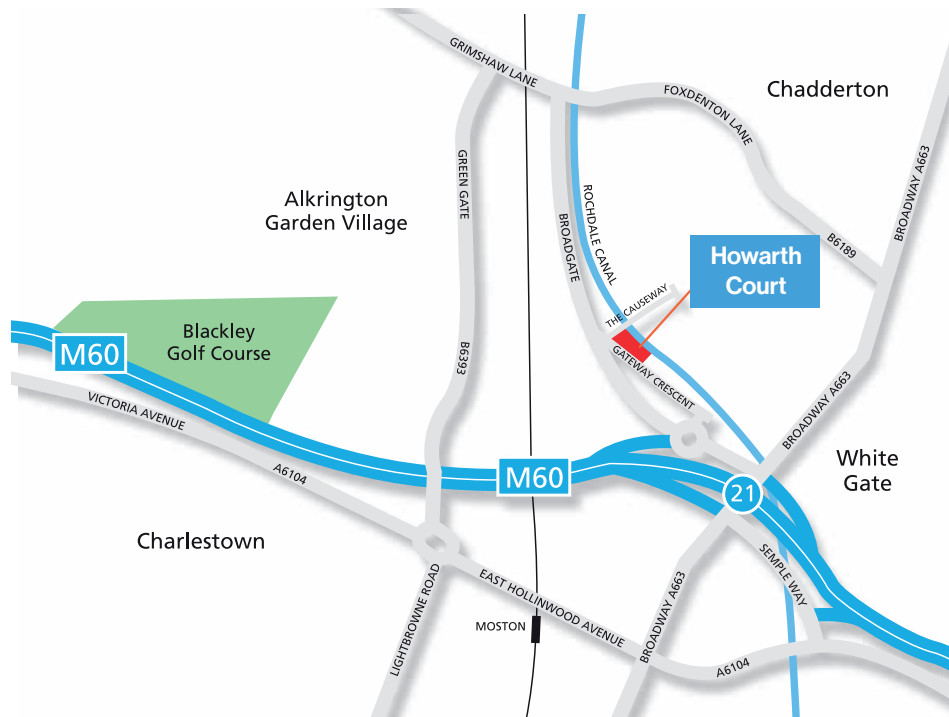 GRIMSHAW LANE
FOXDENTON LANE
Chadderton
BROADWAY A663
GREEN GATE
Alkrington
Garden Village
ROCHDALE CANAL
BROADGATE
B6189
Howarth
Court
THE CAUSEWAY
Blackley
Golf Course
M60
B6393
GATEWAY CRESCENT
VICTORIA AVENUE
BROADWAY A663
A6104
M60
White
Gate
21
Charlestown
SEMPLE WAY
LIGHTBROWNE ROAD
EAST HOLLINWOOD AVENUE
MOSTON
BROADWAY A663
A6104